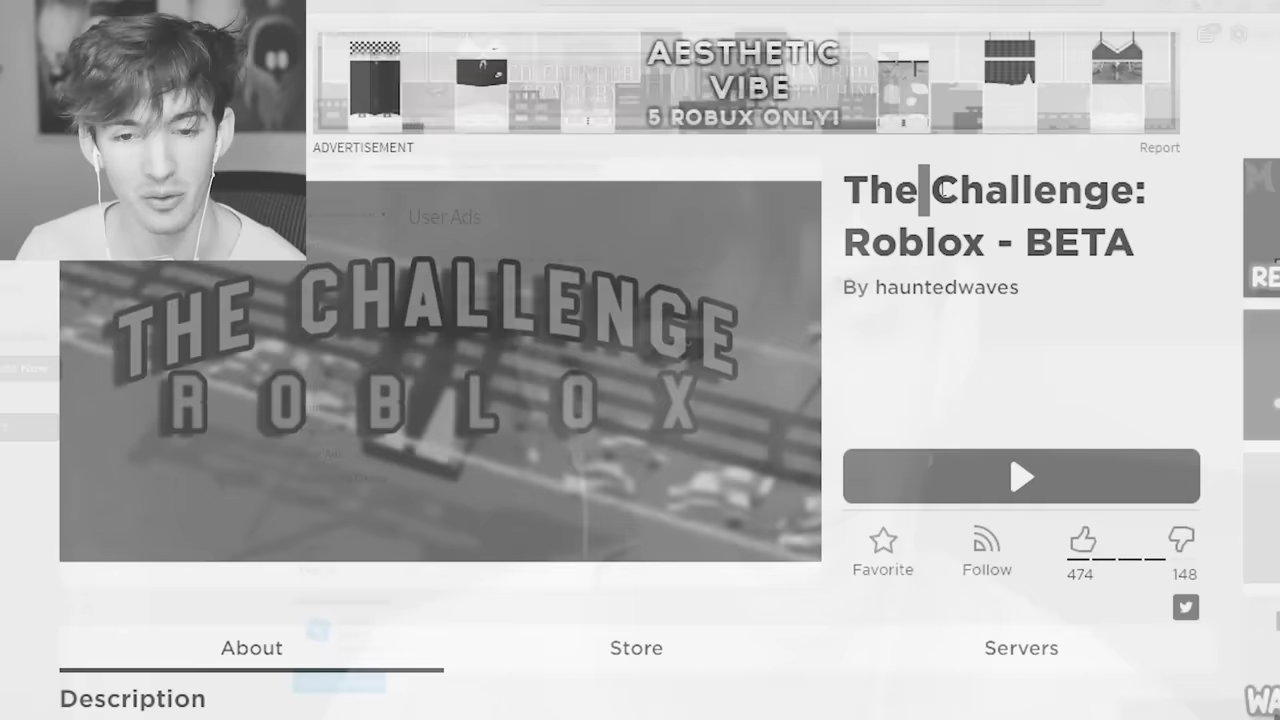 AESTHETIC
VIBE
5 ROBUX ONLY!
ADVERTISEMENT
Report
The Challenge:
Roblox - BETA
By hauntedwaves
User Ads
THE CHALLENGE
ROBLOX
Favorite
Follow
474
148
About
Store
Servers
Description